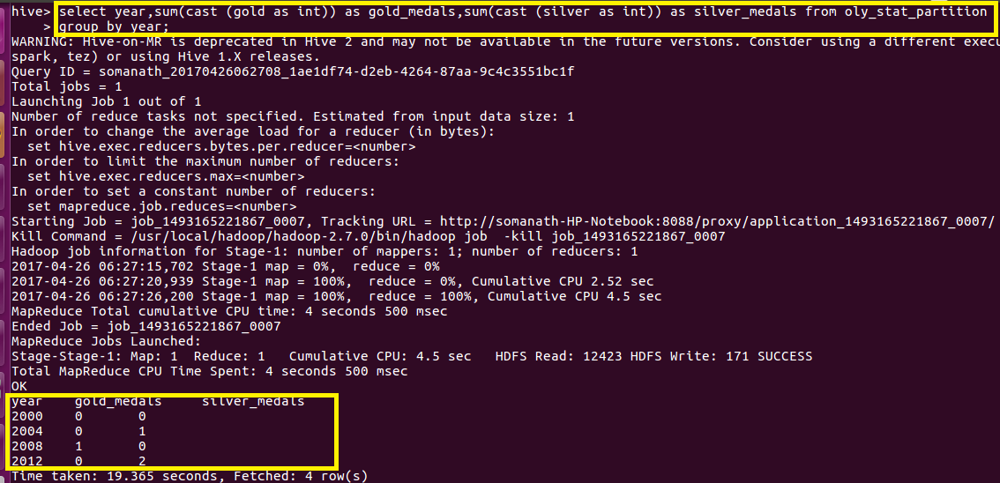 hive> select year,sum(cast (gold as int)) as gold_medals,sum(cast (silver as int)) as silver_medals from oly_stat_partition
    > group by year;
WARNING: Hive-on-MR is deprecated in Hive 2 and may not be available in the future versions. Consider using a different execu
spark, tez) or using Hive 1.X releases.
Query ID = somanath_20170426062708_1ae1df74-d2eb-4264-87aa-9c4c3551bc1f
Total jobs = 1
Launching Job 1 out of 1
Number of reduce tasks not specified. Estimated from input data size: 1
In order to change the average load for a reducer (in bytes):
  set hive.exec.reducers.bytes.per.reducer=<number>
In order to limit the maximum number of reducers:
  set hive.exec.reducers.max=<number>
In order to set a constant number of reducers:
  set mapreduce.job.reduces=<number>
Starting Job = job_1493165221867_0007, Tracking URL = http://somanath-HP-Notebook:8088/proxy/application_1493165221867_0007/
Kill Command = /usr/local/hadoop/hadoop-2.7.0/bin/hadoop job  -kill job_1493165221867_0007
Hadoop job information for Stage-1: number of mappers: 1; number of reducers: 1
2017-04-26 06:27:15,702 Stage-1 map = 0%,  reduce = 0%
2017-04-26 06:27:20,939 Stage-1 map = 100%,  reduce = 0%, Cumulative CPU 2.52 sec
2017-04-26 06:27:26,200 Stage-1 map = 100%,  reduce = 100%, Cumulative CPU 4.5 sec
MapReduce Total cumulative CPU time: 4 seconds 500 msec
Ended Job = job_1493165221867_0007
MapReduce Jobs Launched:
Stage-Stage-1: Map: 1  Reduce: 1   Cumulative CPU: 4.5 sec   HDFS Read: 12423 HDFS Write: 171 SUCCESS
Total MapReduce CPU Time Spent: 4 seconds 500 msec
OK
year    gold_medals     silver_medals
2000    0       0
2004    0       1
2008    1       0
2012    0       2
Time taken: 19.365 seconds, Fetched: 4 row(s)